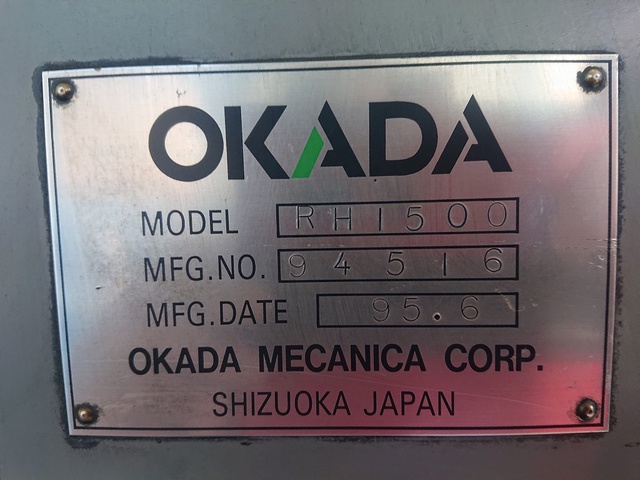 OKADA
MODEL RH1500
MFG.NO. 94516
MFG.DATE 95.6
OKADA MECANICA CORP.
SHIZUOKA JAPAN